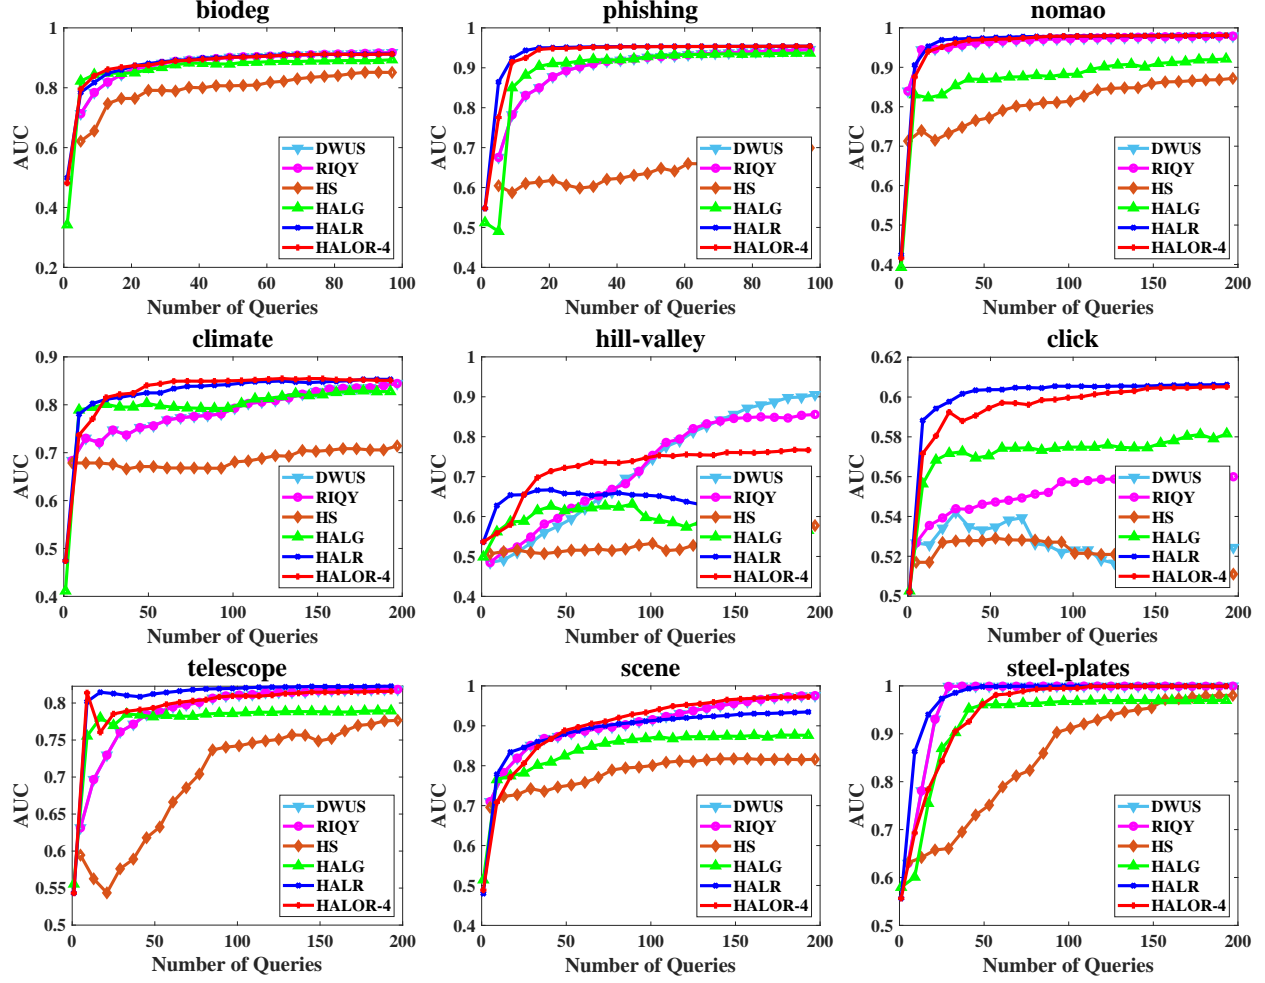 biodeg
1
0.8
0.6
0.4
0.2
AUC
0 20 40 60 80 100
Number of Queries
DWUS
RIQY
HS
HALG
HALR
HALOR-4
phishing
1
0.9
0.8
0.7
0.6
0.5
0.4
AUC
0 20 40 60 80 100
Number of Queries
DWUS
RIQY
HS
HALG
HALR
HALOR-4
nomao
1
0.9
0.8
0.7
0.6
0.5
0.4
AUC
0 50 100 150 200
Number of Queries
DWUS
RIQY
HS
HALG
HALR
HALOR-4
climate
0.9
0.8
0.7
0.6
0.5
0.4
AUC
0 50 100 150 200
Number of Queries
DWUS
RIQY
HS
HALG
HALR
HALOR-4
hill-valley
1
0.9
0.8
0.7
0.6
0.5
0.4
AUC
0 50 100 150 200
Number of Queries
DWUS
RIQY
HS
HALG
HALR
HALOR-4
click
0.62
0.6
0.58
0.56
0.54
0.52
0.5
AUC
0 50 100 150 200
Number of Queries
DWUS
RIQY
HS
HALG
HALR
HALOR-4
telescope
0.8
0.75
0.7
0.65
0.6
0.55
0.5
AUC
0 50 100 150 200
Number of Queries
DWUS
RIQY
HS
HALG
HALR
HALOR-4
scene
1
0.9
0.8
0.7
0.6
0.5
0.4
AUC
0 50 100 150 200
Number of Queries
DWUS
RIQY
HS
HALG
HALR
HALOR-4
steel-plates
1
0.9
0.8
0.7
0.6
0.5
AUC
0 50 100 150 200
Number of Queries
DWUS
RIQY
HS
HALG
HALR
HALOR-4